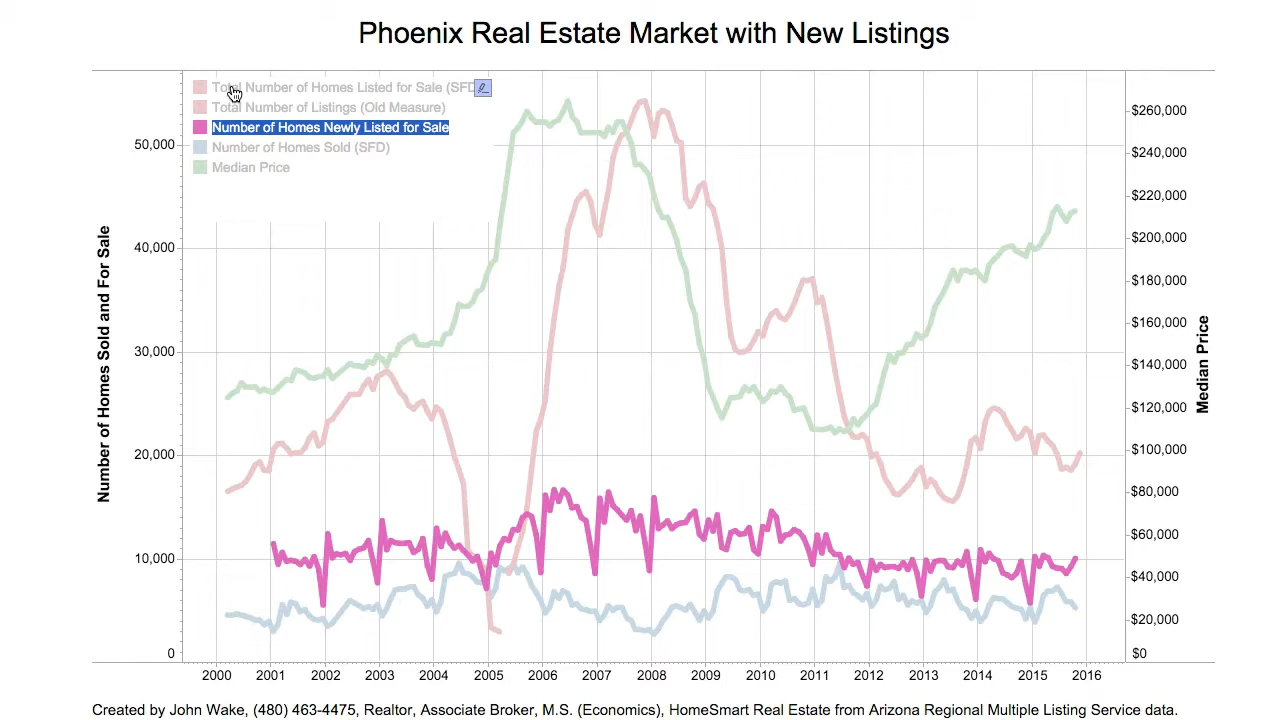 Phoenix Real Estate Market with New Listings
Total Number of Homes Listed for Sale (SFD
Total Number of Listings (Old Measure)
Number of Homes Newly Listed for Sale
Number of Homes Sold (SFD)
Median Price
Number of Homes Sold and For Sale
50,000
40,000
30,000
20,000
10,000
0
$260,000
$240,000
$220,000
$200,000
$180,000
$160,000
$140,000
$120,000
$100,000
$80,000
$60,000
$40,000
$20,000
$0
Median Price
2000 2001 2002 2003 2004 2005 2006 2007 2008 2009 2010 2011 2012 2013 2014 2015 2016
Created by John Wake, (480) 463-4475, Realtor, Associate Broker, M.S. (Economics), HomeSmart Real Estate from Arizona Regional Multiple Listing Service data.